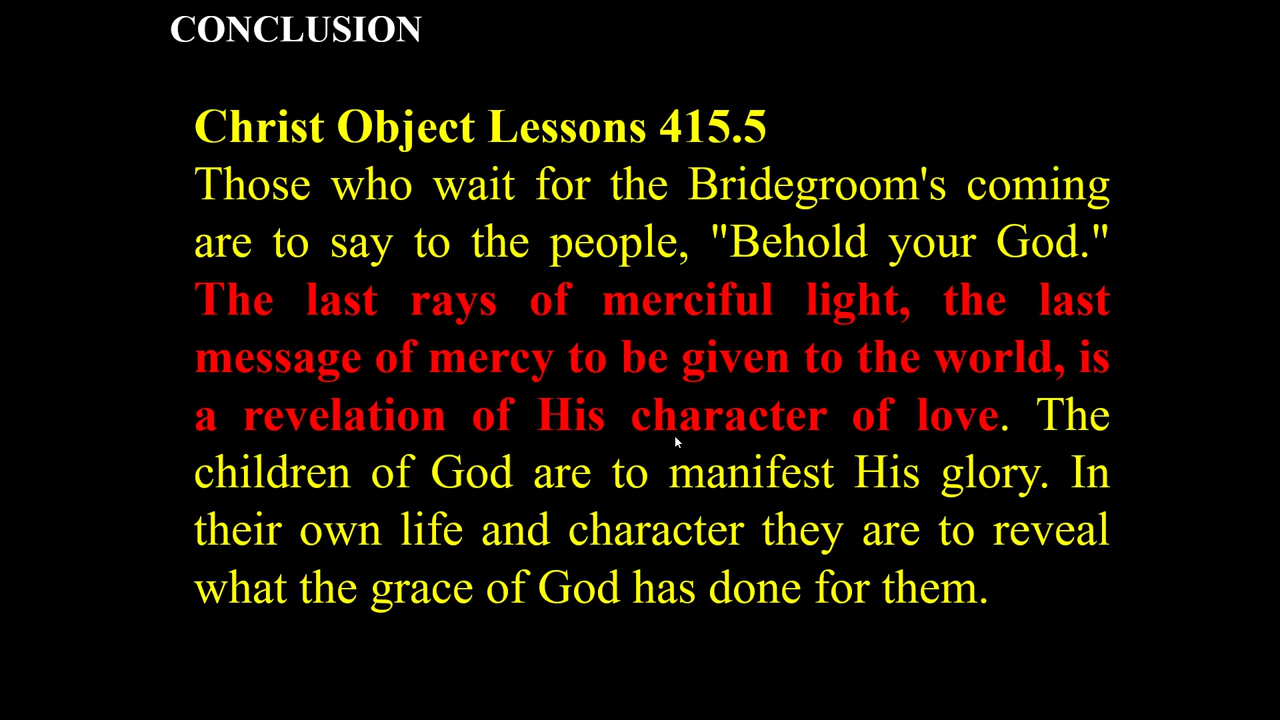 CONCLUSION
Christ Object Lessons 415.5
Those who wait for the Bridegroom's coming
are to say to the people, "Behold your God."
The last rays of merciful light, the last
message of mercy to be given to the world, is
a revelation of His character of love. The
children of God are to manifest His glory. In
their own life and character they are to reveal
what the grace of God has done for them.